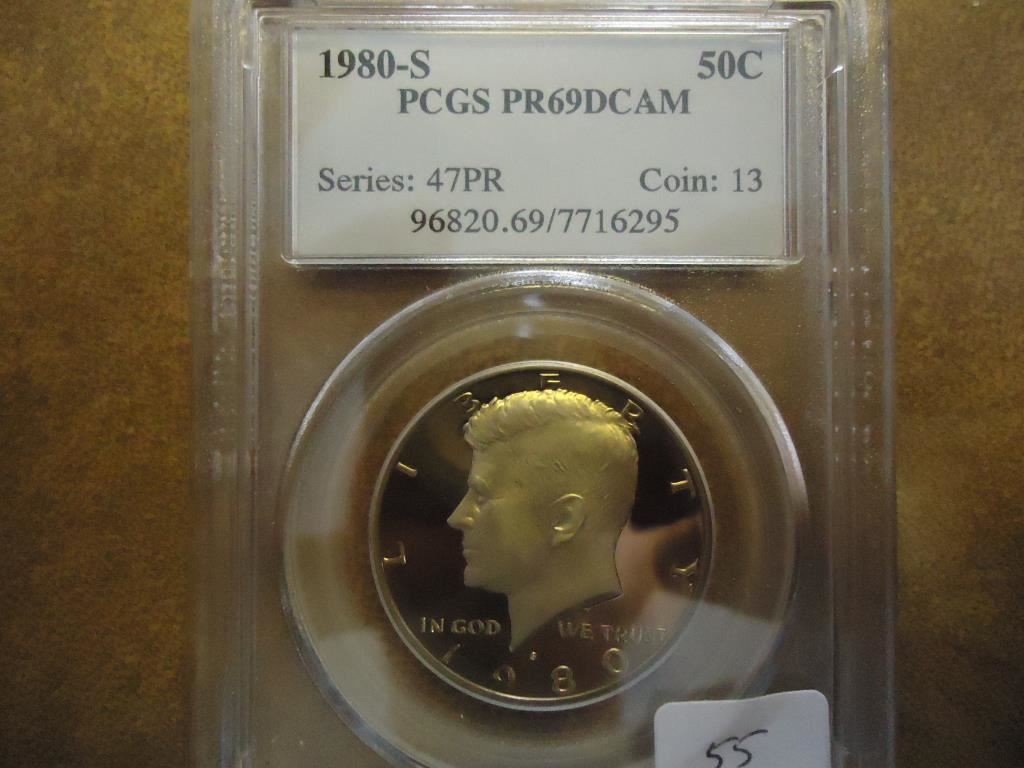 1980-S 50C
PCGS PR69DCAM
Series: 47PR Coin: 13
96820.69/7716295
LIBERTY
IN GOD WE TRUST
S
1980
55